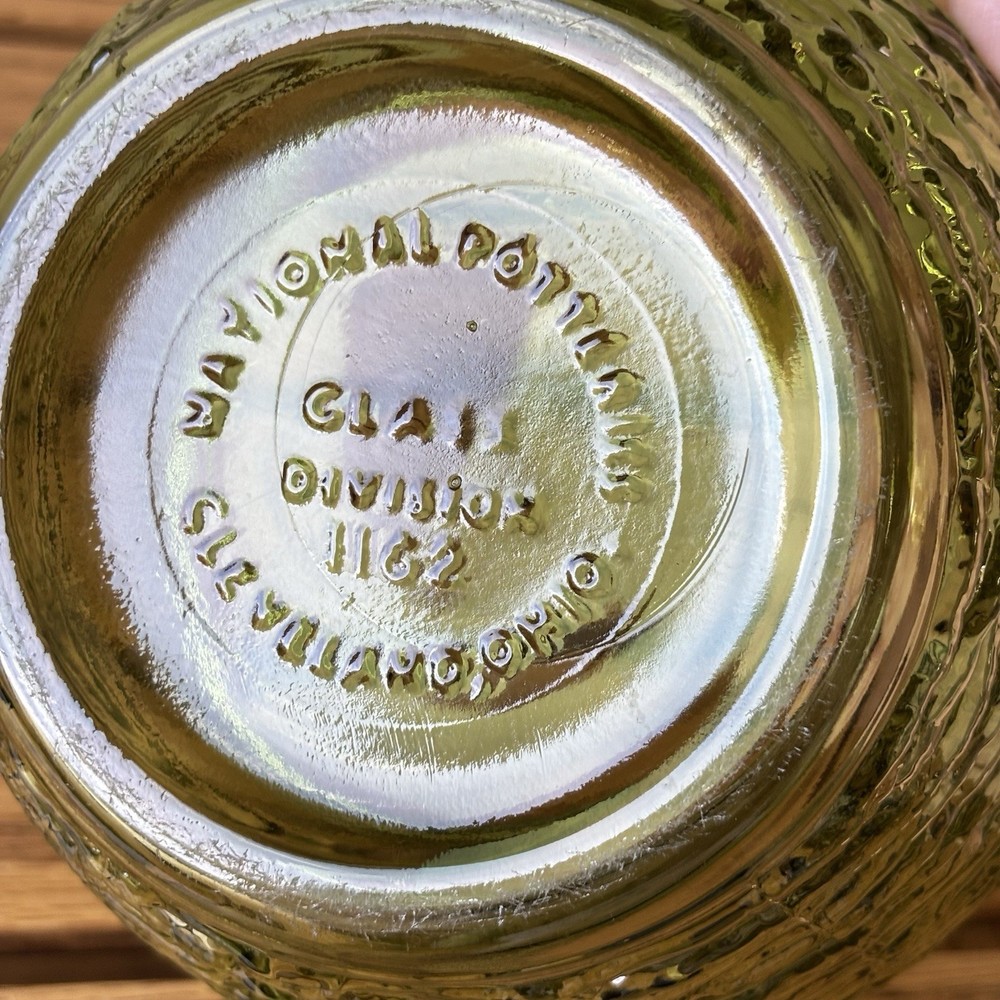 NATIONAL POTTERIES
GLASS
DIVISION
1162
CLEVELAND, OHIO